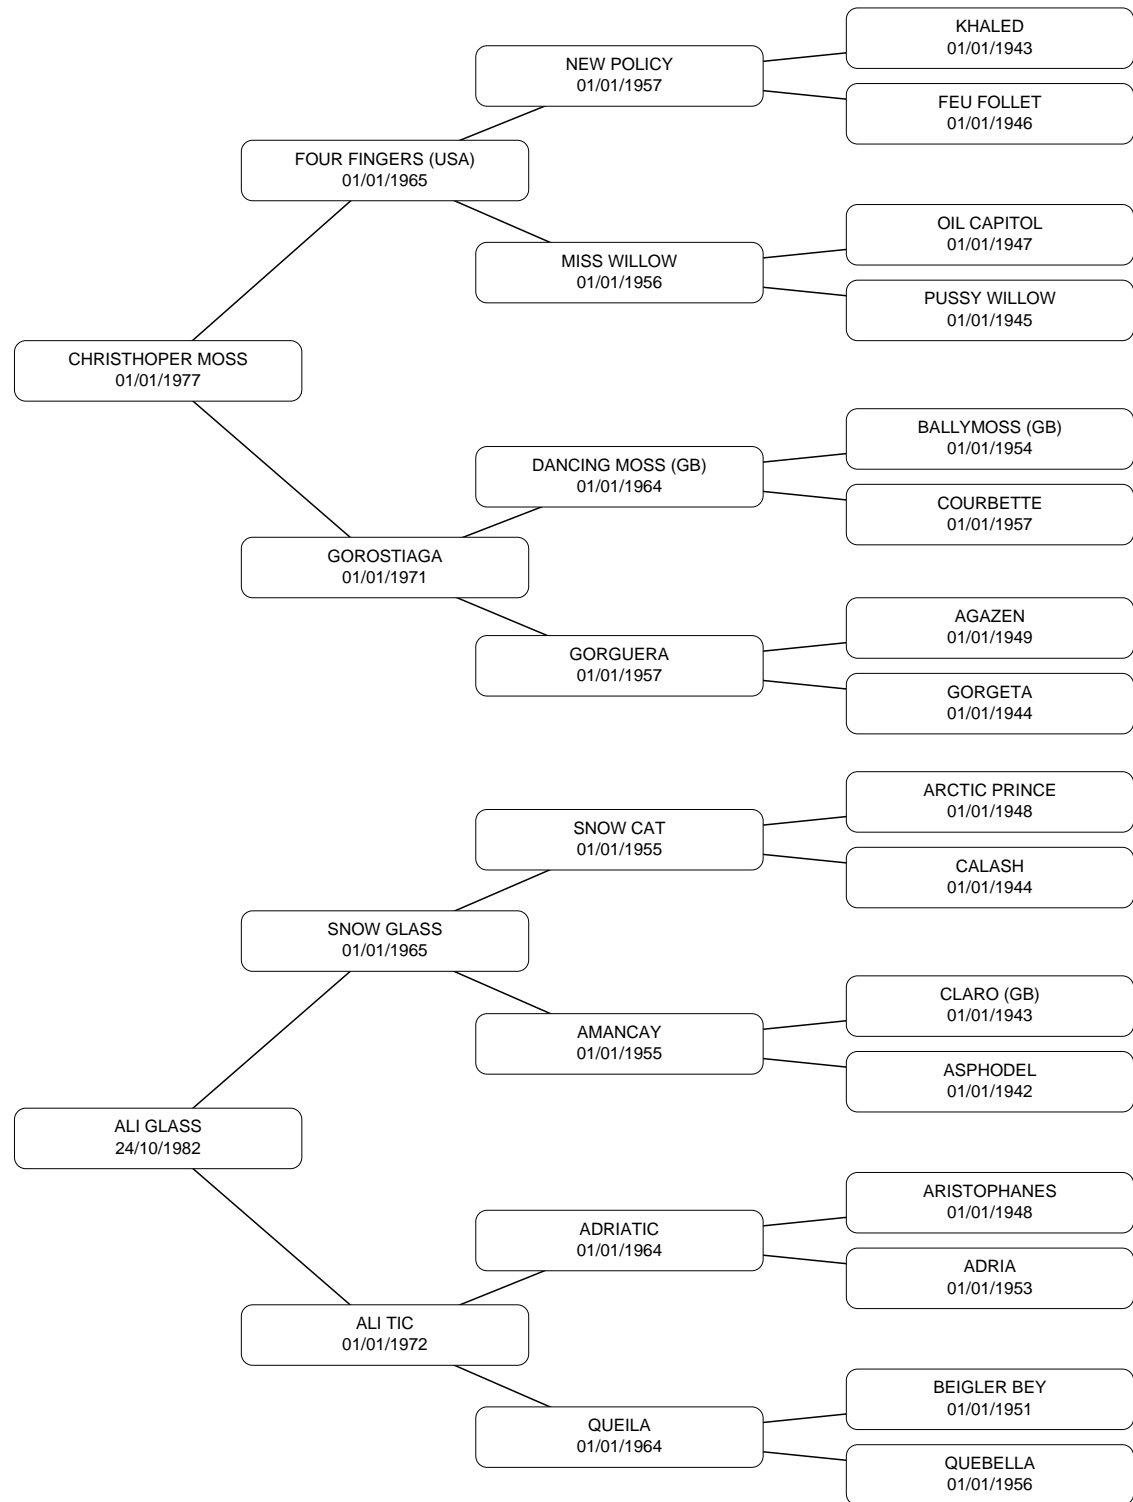 KHALED
01/01/1943
NEW POLICY
01/01/1957
FEU FOLLET
01/01/1946
FOUR FINGERS (USA)
01/01/1965
OIL CAPITOL
01/01/1947
MISS WILLOW
01/01/1956
PUSSY WILLOW
01/01/1945
CHRISTHOPER MOSS
01/01/1977
BALLYMOSS (GB)
01/01/1954
DANCING MOSS (GB)
01/01/1964
COURBETTE
01/01/1957
GOROSTIAGA
01/01/1971
AGAZEN
01/01/1949
GORGUERA
01/01/1957
GORGETA
01/01/1944
ARCTIC PRINCE
01/01/1948
SNOW CAT
01/01/1955
CALASH
01/01/1944
SNOW GLASS
01/01/1965
CLARO (GB)
01/01/1943
AMANCAY
01/01/1955
ASPHODEL
01/01/1942
ALI GLASS
24/10/1982
ARISTOPHANES
01/01/1948
ADRIATIC
01/01/1964
ADRIA
01/01/1953
ALI TIC
01/01/1972
BEIGLER BEY
01/01/1951
QUEILA
01/01/1964
QUEBELLA
01/01/1956